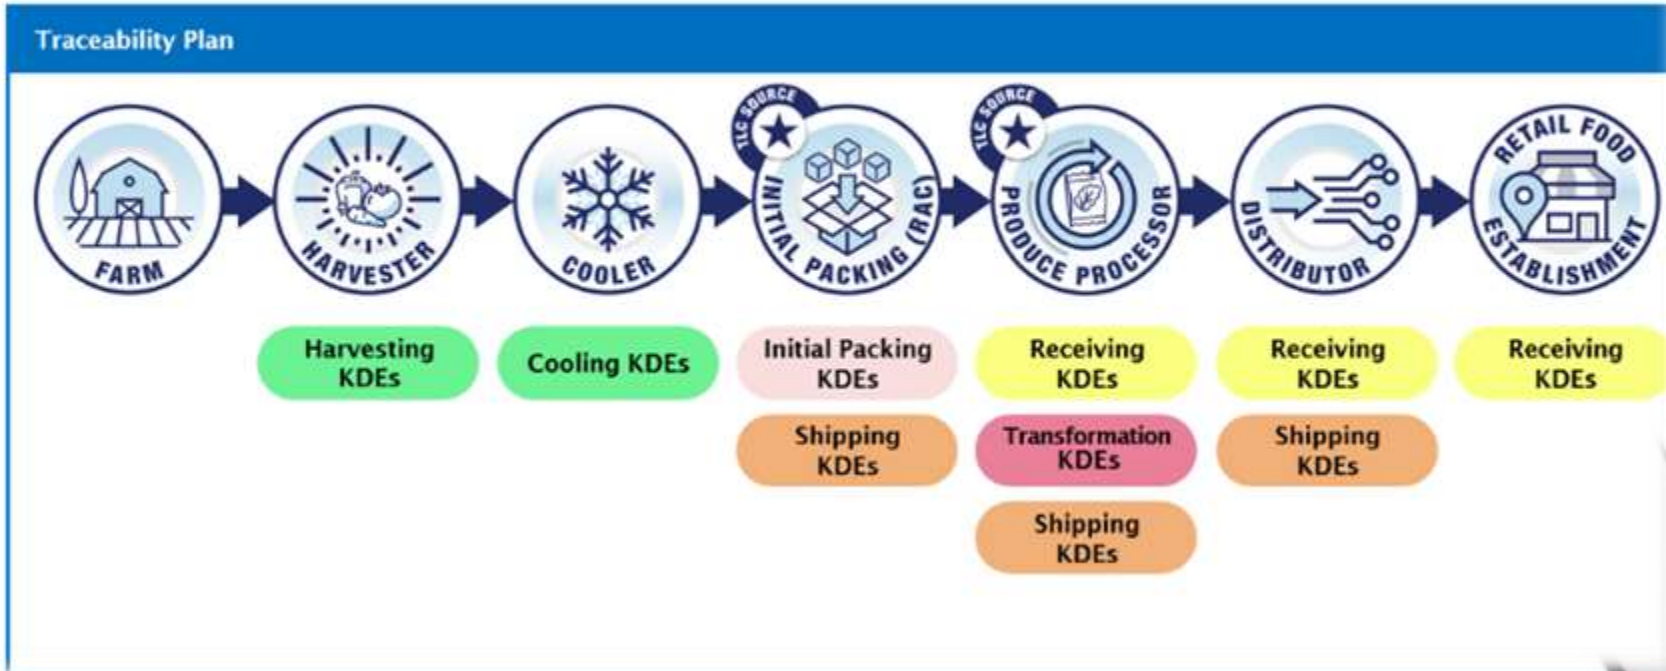 Traceability Plan
TLC SOURCE
TLC SOURCE
FARM
HARVESTER
COOLER
INITIAL PACKING (RAC)
PRODUCE PROCESSOR
DISTRIBUTOR
RETAIL FOOD
ESTABLISHMENT
Harvesting
KDEs
Cooling KDEs
Initial Packing
KDEs
Receiving
KDEs
Receiving
KDEs
Receiving
KDEs
Shipping
KDEs
Transformation
KDEs
Shipping
KDEs
Shipping
KDEs